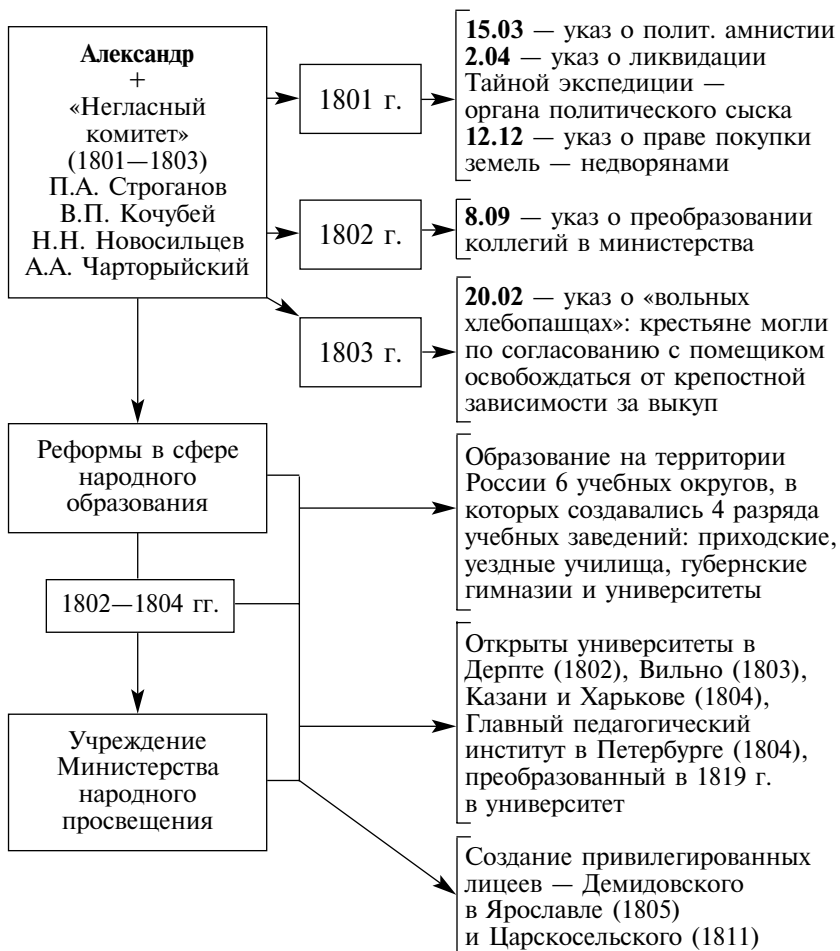 Александр
+
«Негласный
комитет»
(1801—1803)
П.А. Строганов
В.П. Кочубей
Н.Н. Новосильцев
А.А. Чарторыйский
1801 г.
15.03 — указ о полит. амнистии
2.04 — указ о ликвидации
Тайной экспедиции —
органа политического сыска
12.12 — указ о праве покупки
земель — недворянами
1802 г.
8.09 — указ о преобразовании
коллегий в министерства
1803 г.
20.02 — указ о «вольных
хлебопашцах»: крестьяне могли
по согласованию с помещиком
освобождаться от крепостной
зависимости за выкуп
Реформы в сфере
народного
образования
1802—1804 гг.
Учреждение
Министерства
народного
просвещения
Образование на территории
России 6 учебных округов, в
которых создавались 4 разряда
учебных заведений: приходские,
уездные училища, губернские
гимназии и университеты
Открыты университеты в
Дерпте (1802), Вильно (1803),
Казани и Харькове (1804),
Главный педагогический
институт в Петербурге (1804),
преобразованный в 1819 г.
в университет
Создание привилегированных
лицеев — Демидовского
в Ярославле (1805)
и Царскосельского (1811)